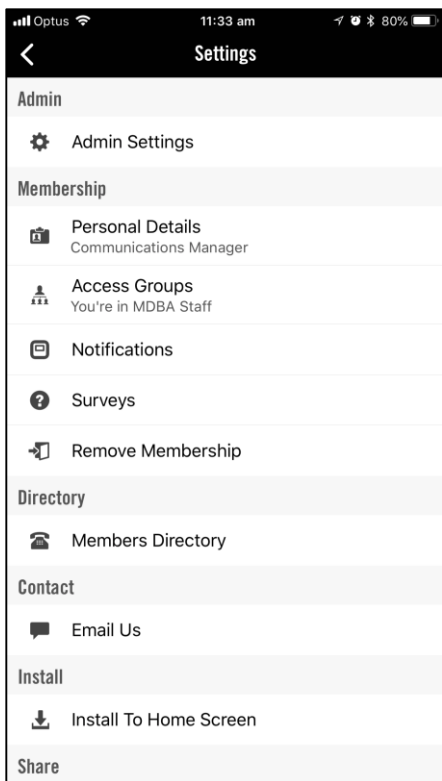 Optus 11:33 am 80%
Settings
Admin
Admin Settings
Membership
Personal Details
Communications Manager
Access Groups
You're in MDBA Staff
Notifications
Surveys
Remove Membership
Directory
Members Directory
Contact
Email Us
Install
Install To Home Screen
Share